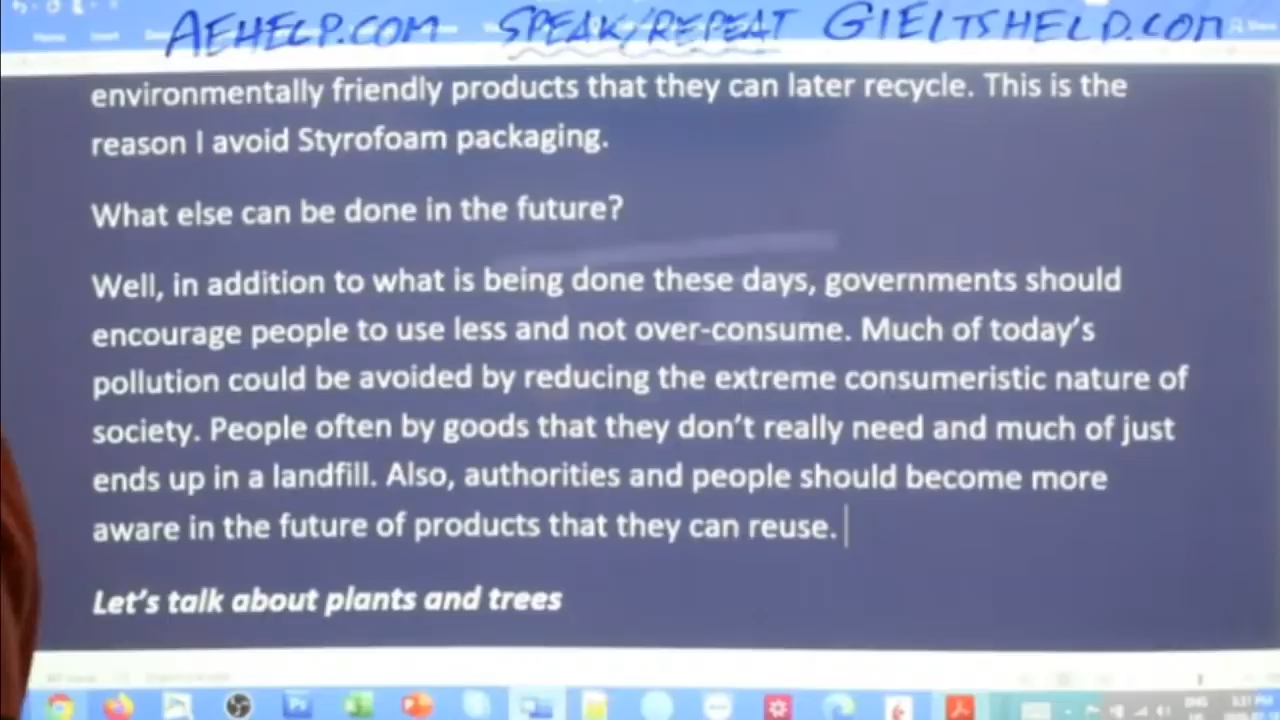 AEHELP.COM SPEAK/REPEAT GIELTSHELP.COM
environmentally friendly products that they can later recycle. This is the
reason I avoid Styrofoam packaging.
What else can be done in the future?
Well, in addition to what is being done these days, governments should
encourage people to use less and not over-consume. Much of today's
pollution could be avoided by reducing the extreme consumeristic nature of
society. People often by goods that they don't really need and much of just
ends up in a landfill. Also, authorities and people should become more
aware in the future of products that they can reuse.
Let's talk about plants and trees